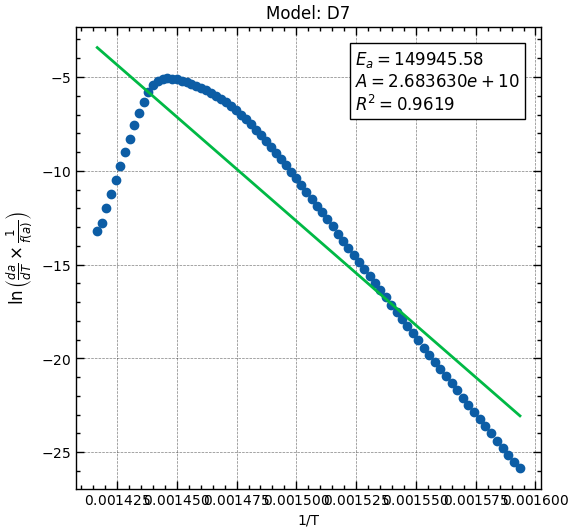 Model: D7
E_a = 149945.58
A = 2.683630e + 10
R^2 = 0.9619
−5
−10
−15
−20
−25
ln (da/dT × 1/f(a))
0.001425 0.001450 0.001475 0.001500 0.001525 0.001550 0.001575 0.001600
1/T